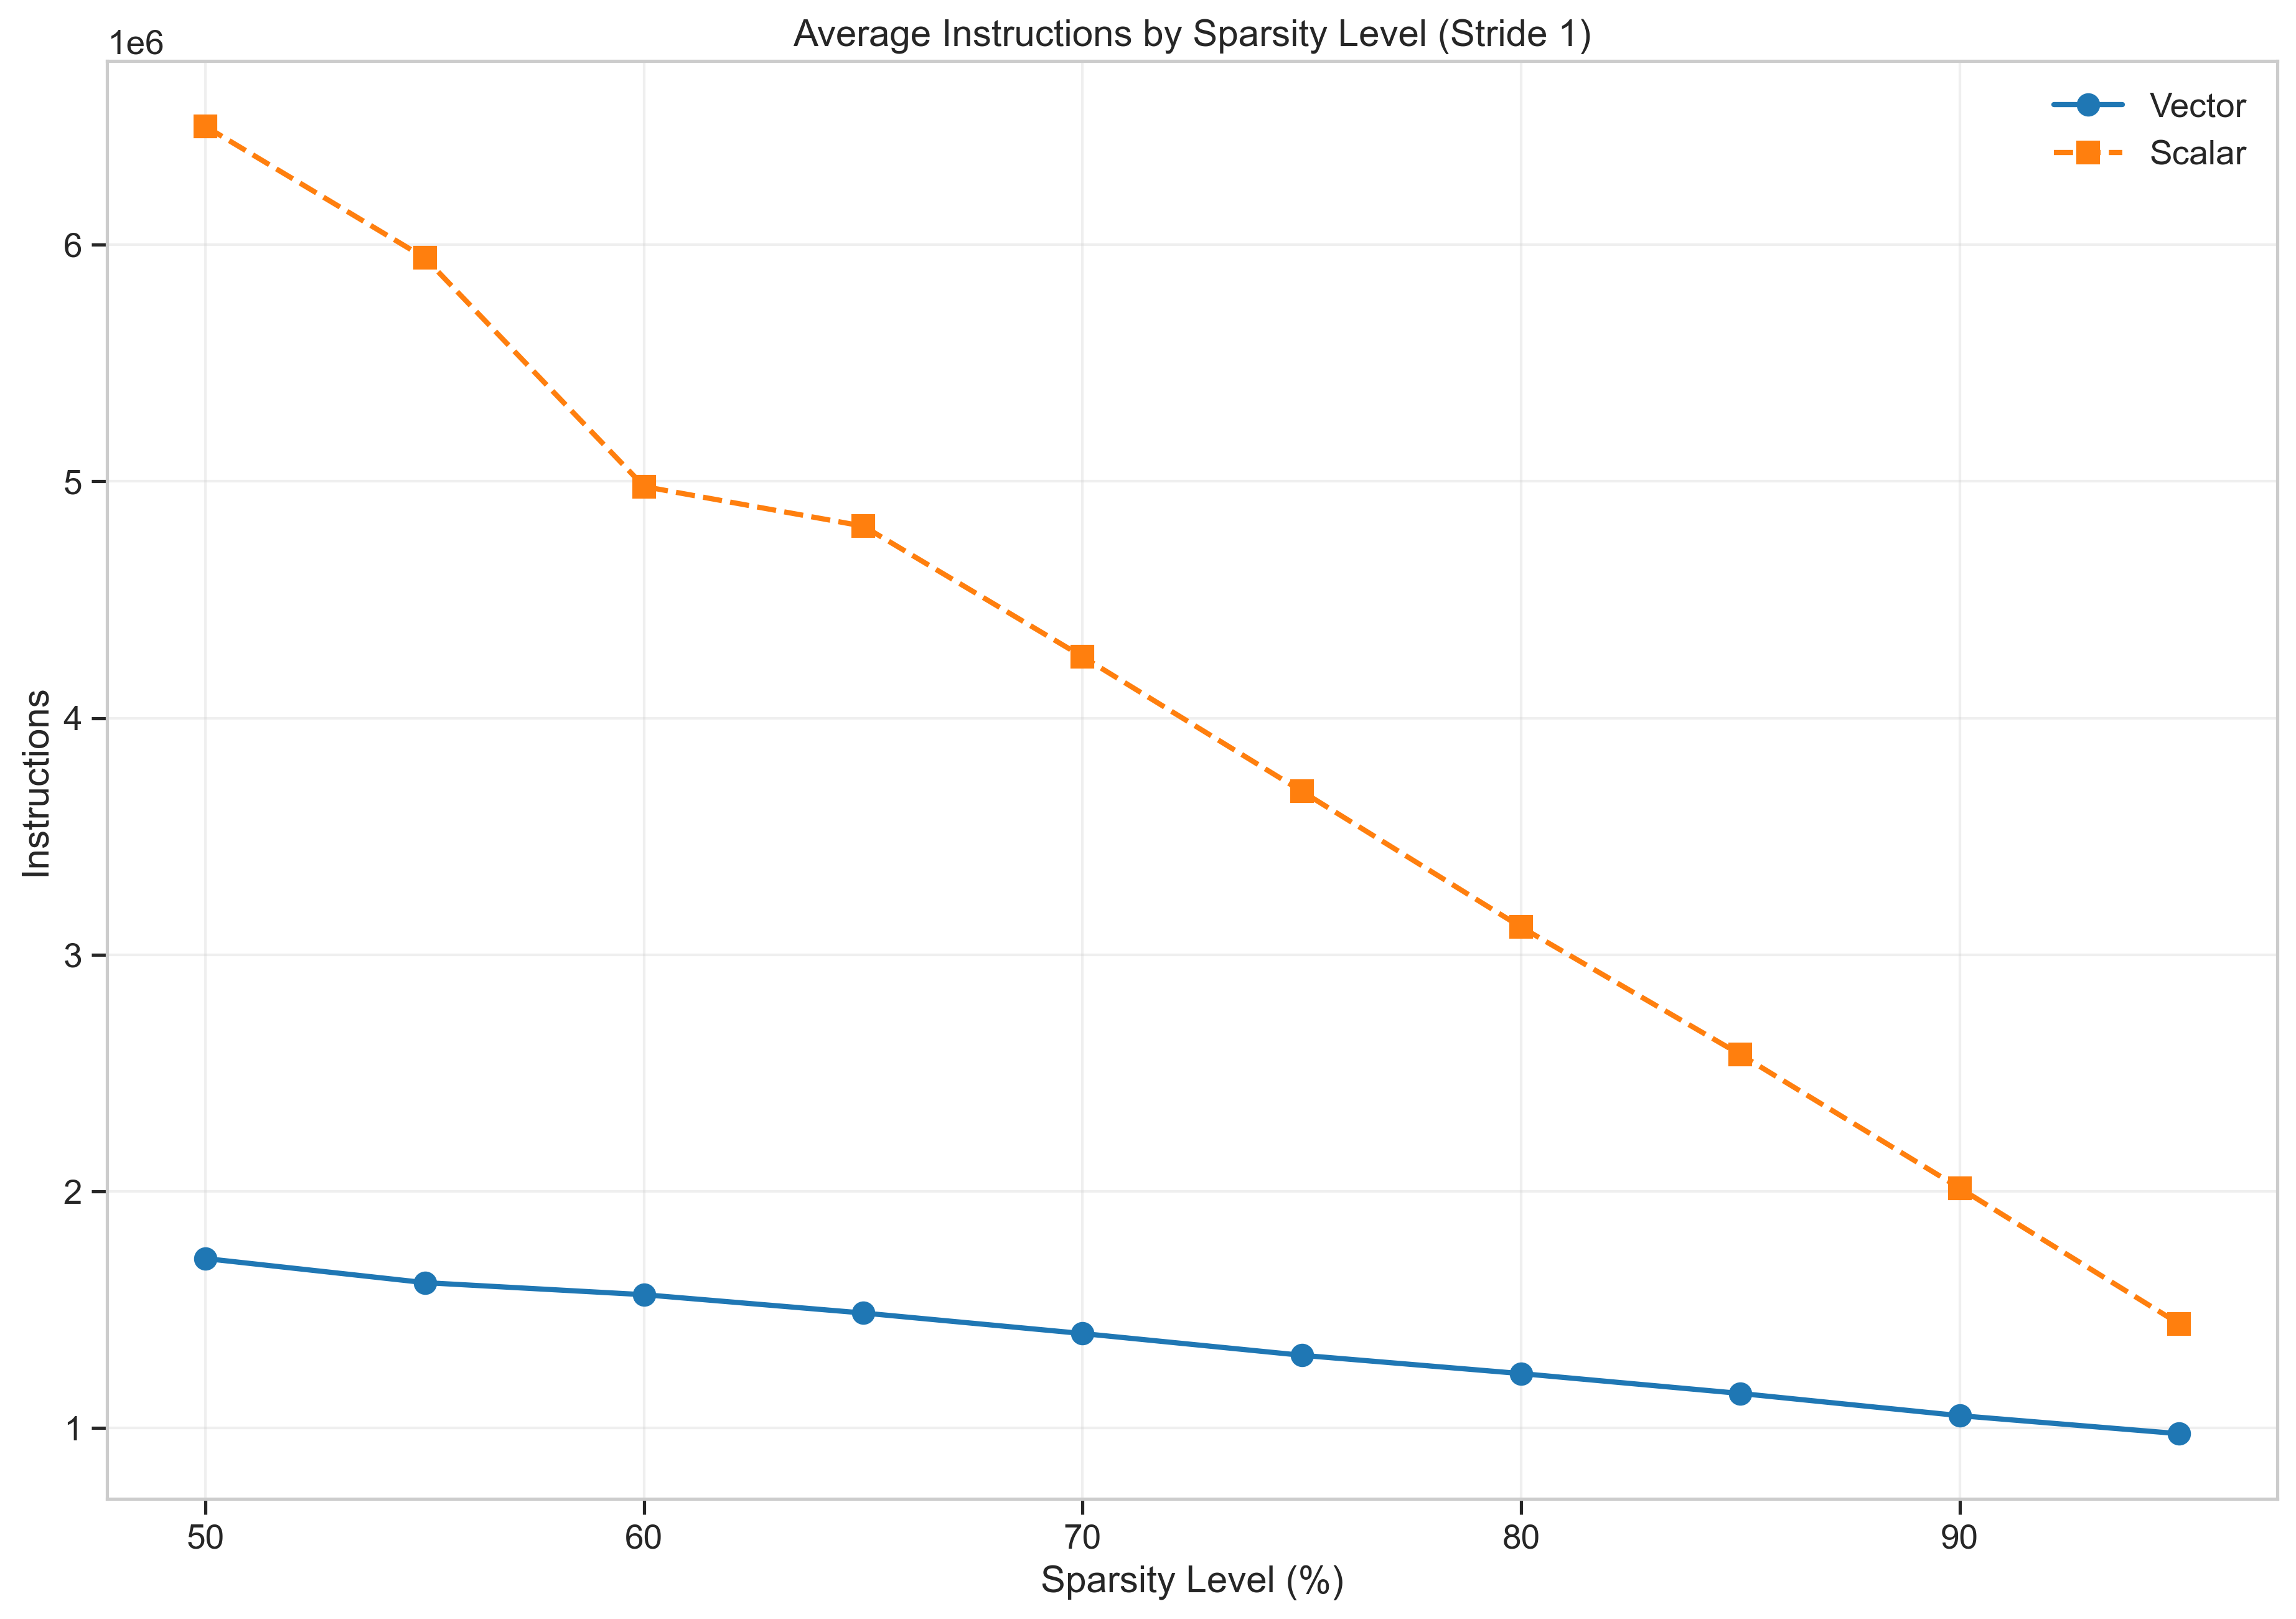 Average Instructions by Sparsity Level (Stride 1)
1e6
Vector
Scalar
6
5
4
3
2
1
Instructions
50 60 70 80 90
Sparsity Level (%)